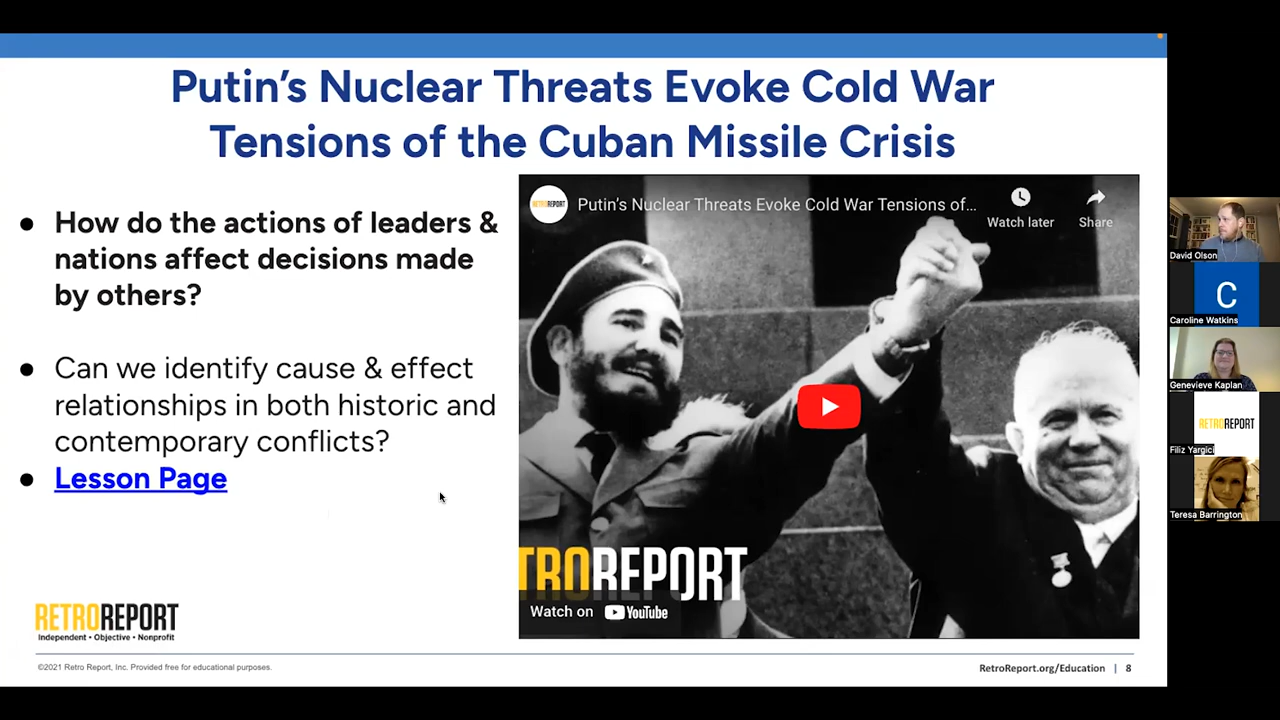 Putin’s Nuclear Threats Evoke Cold War
Tensions of the Cuban Missile Crisis
● How do the actions of leaders &
nations affect decisions made
by others?
● Can we identify cause & effect
relationships in both historic and
contemporary conflicts?
● Lesson Page
RETROREPORT
Putin’s Nuclear Threats Evoke Cold War Tensions of...
Watch later
Share
TROREPORT
Watch on YouTube
RETROREPORT
Independent • Objective • Nonprofit
©2021 Retro Report, Inc. Provided free for educational purposes.
RetroReport.org/Education | 8
David Olson
C
Caroline Watkins
Genevieve Kaplan
RETROREPORT
Filiz Yargici
Teresa Barrington